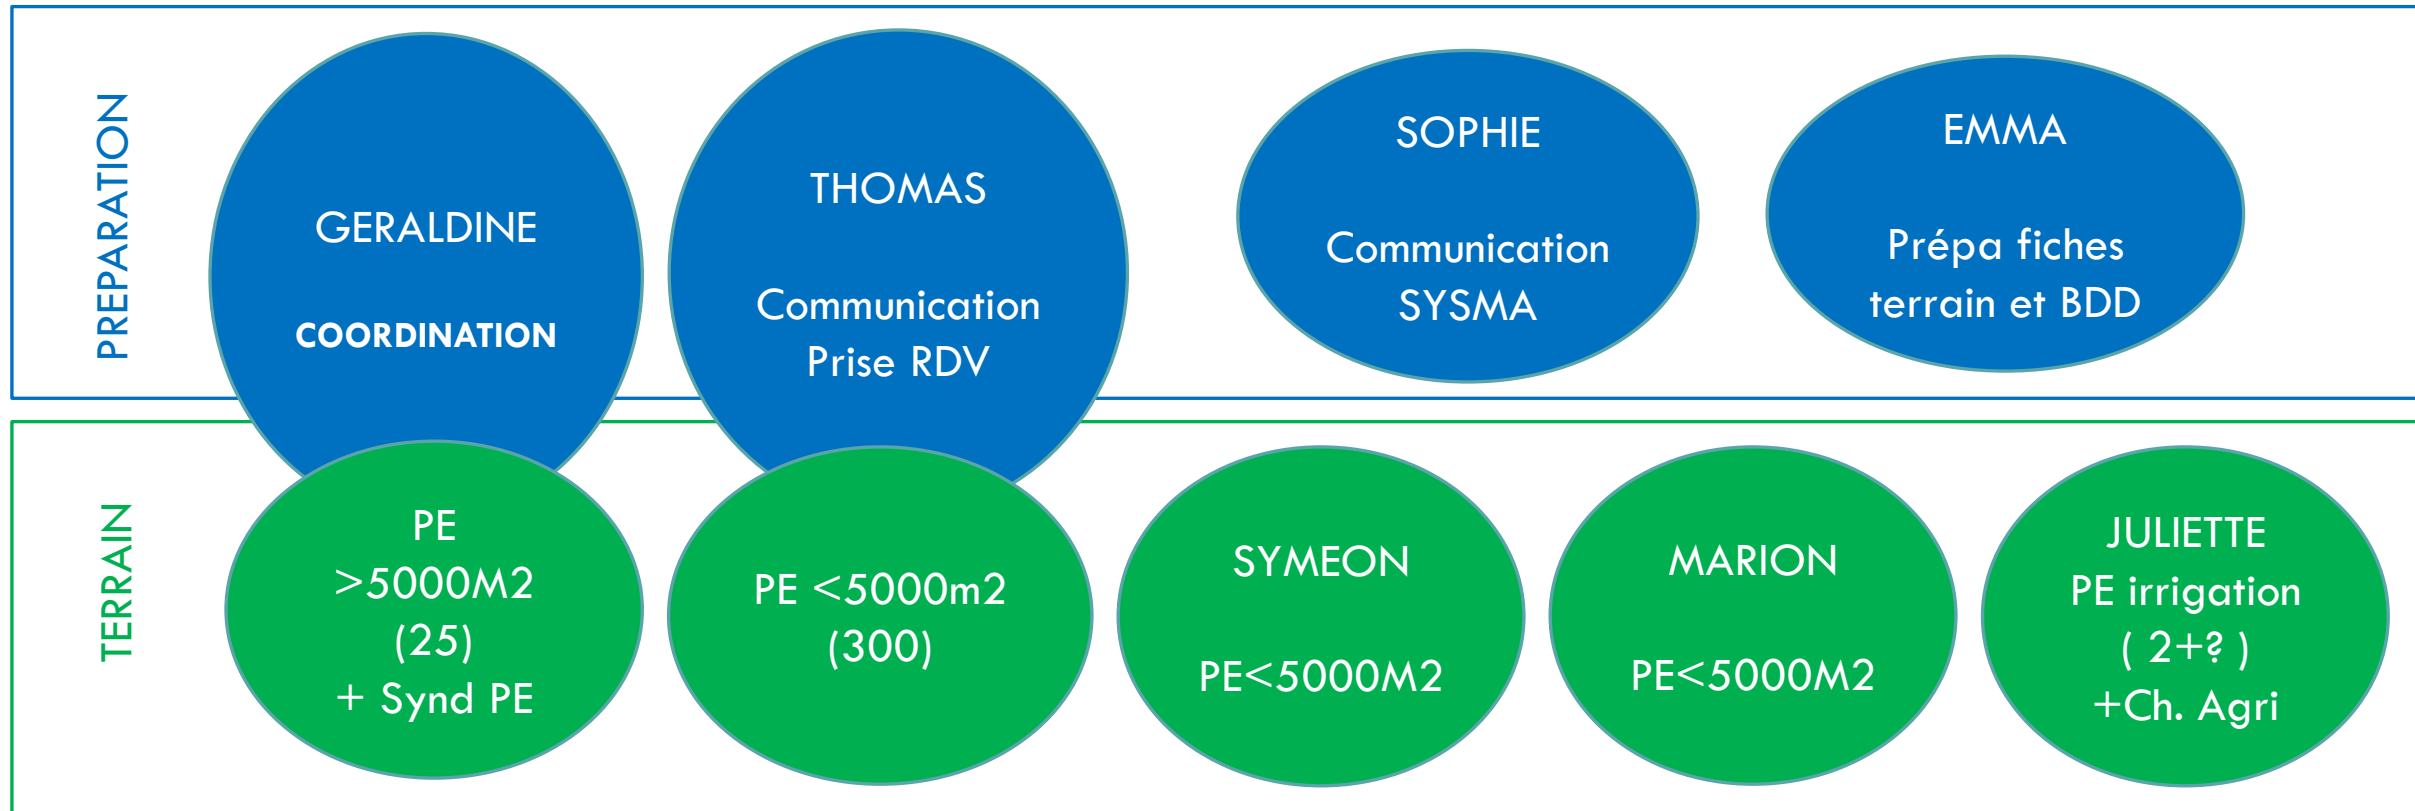 PREPARATION
GERALDINE
COORDINATION
THOMAS
Communication
Prise RDV
SOPHIE
Communication
SYSMA
EMMA
Prépa fiches
terrain et BDD
TERRAIN
PE
>5000M2
(25)
+ Synd PE
PE <5000m2
(300)
SYMEON
PE<5000M2
MARION
PE<5000M2
JULIETTE
PE irrigation
( 2+? )
+Ch. Agri